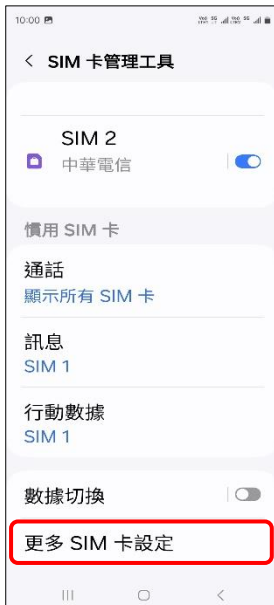 10:00
SIM 卡管理工具
SIM 2
中華電信
慣用 SIM 卡
通話
顯示所有 SIM 卡
訊息
SIM 1
行動數據
SIM 1
數據切換
更多 SIM 卡設定